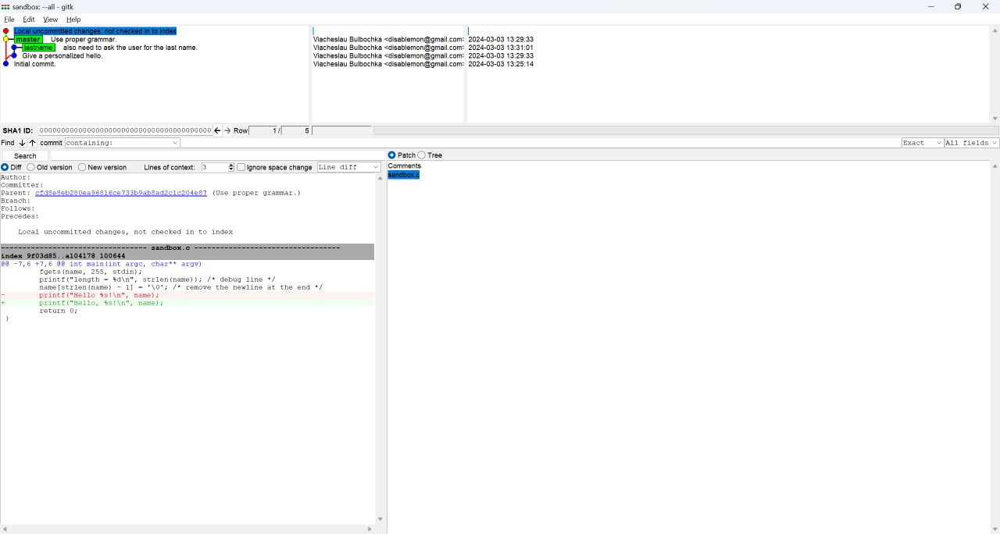 sandbox: --all - gitk
File Edit View Help
Local uncommitted changes, not checked in to index
master Use proper grammar. Viacheslau Bulbochka <disablemon@gmail.com> 2024-03-03 13:29:33
lastname also need to ask the user for the last name. Viacheslau Bulbochka <disablemon@gmail.com> 2024-03-03 13:31:01
Give a personalized hello. Viacheslau Bulbochka <disablemon@gmail.com> 2024-03-03 13:29:33
Initial commit. Viacheslau Bulbochka <disablemon@gmail.com> 2024-03-03 13:25:14
SHA1 ID: 0000000000000000000000000000000000000000 ← → Row 1 / 5
Find ↓ ↑ commit containing: Exact All fields
Search
Patch Tree
Diff Old version New version Lines of context: 3 Ignore space change Line diff
Comments
sandbox.c
Author:
Committer:
Parent: cfd8e8eb280ea96816ce733b9ab8ad2c1c204e87 (Use proper grammar.)
Branch:
Follows:
Precedes:
Local uncommitted changes, not checked in to index
--------------------------------- sandbox.c ---------------------------------
index 9f03d85..a104178 100644
@@ -7,6 +7,6 @@ int main(int argc, char** argv)
fgets(name, 255, stdin);
printf("length = %d\n", strlen(name)); /* debug line */
name[strlen(name) - 1] = '\0'; /* remove the newline at the end */
- printf("Hello %s!\n", name);
+ printf("Hello, %s!\n", name);
return 0;
}